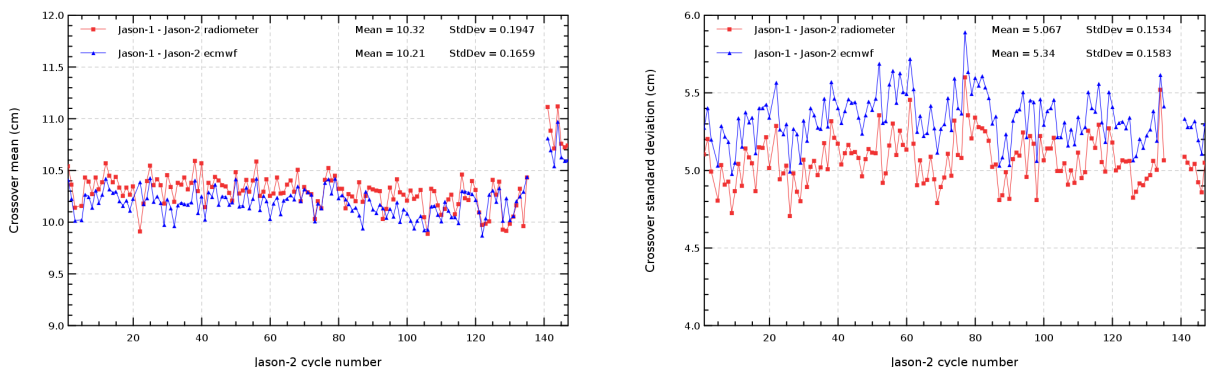 12.0
11.5
11.0
10.5
10.0
9.5
9.0
Crossover mean (cm)
Jason-1 - Jason-2 radiometer Mean = 10.32 StdDev = 0.1947
Jason-1 - Jason-2 ecmwf Mean = 10.21 StdDev = 0.1659
20 40 60 80 100 120 140
Jason-2 cycle number
6.0
5.5
5.0
4.5
4.0
Crossover standard deviation (cm)
Jason-1 - Jason-2 radiometer Mean = 5.067 StdDev = 0.1534
Jason-1 - Jason-2 ecmwf Mean = 5.34 StdDev = 0.1583
20 40 60 80 100 120 140
Jason-2 cycle number